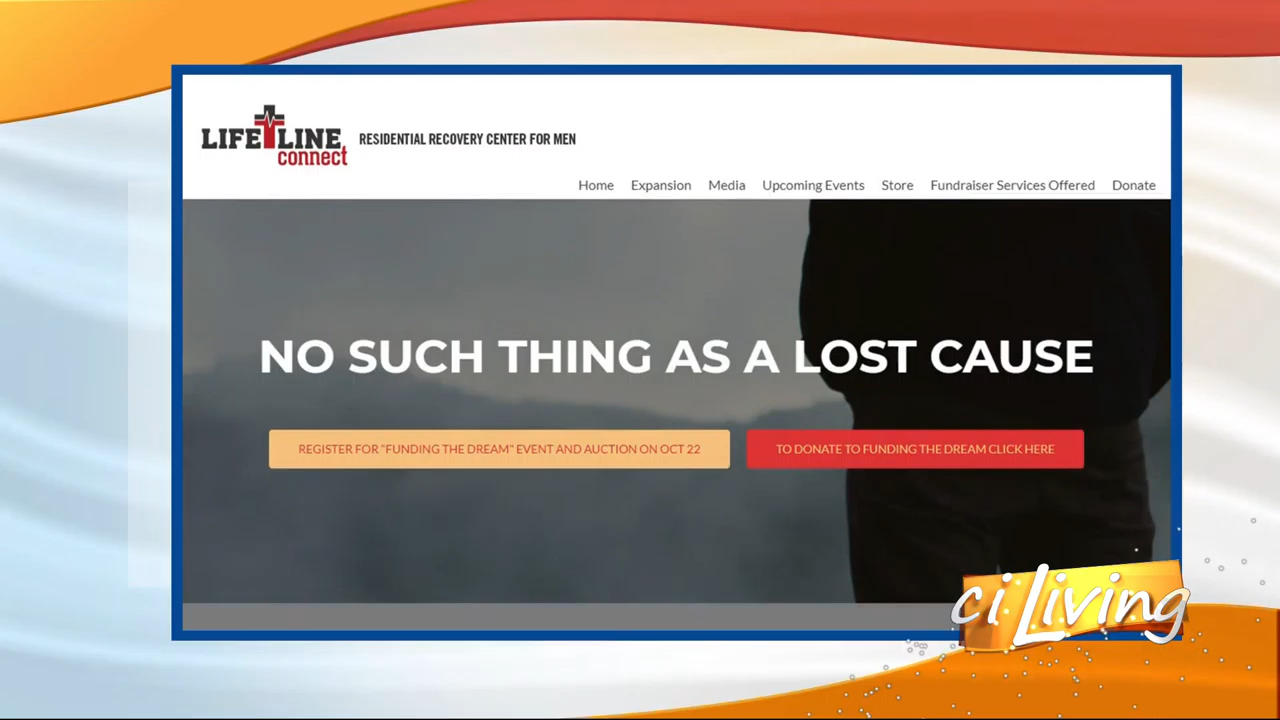 LIFE LINE
connect
RESIDENTIAL RECOVERY CENTER FOR MEN
Home Expansion Media Upcoming Events Store Fundraiser Services Offered Donate
NO SUCH THING AS A LOST CAUSE
REGISTER FOR "FUNDING THE DREAM" EVENT AND AUCTION ON OCT 22
TO DONATE TO FUNDING THE DREAM CLICK HERE
ciLiving